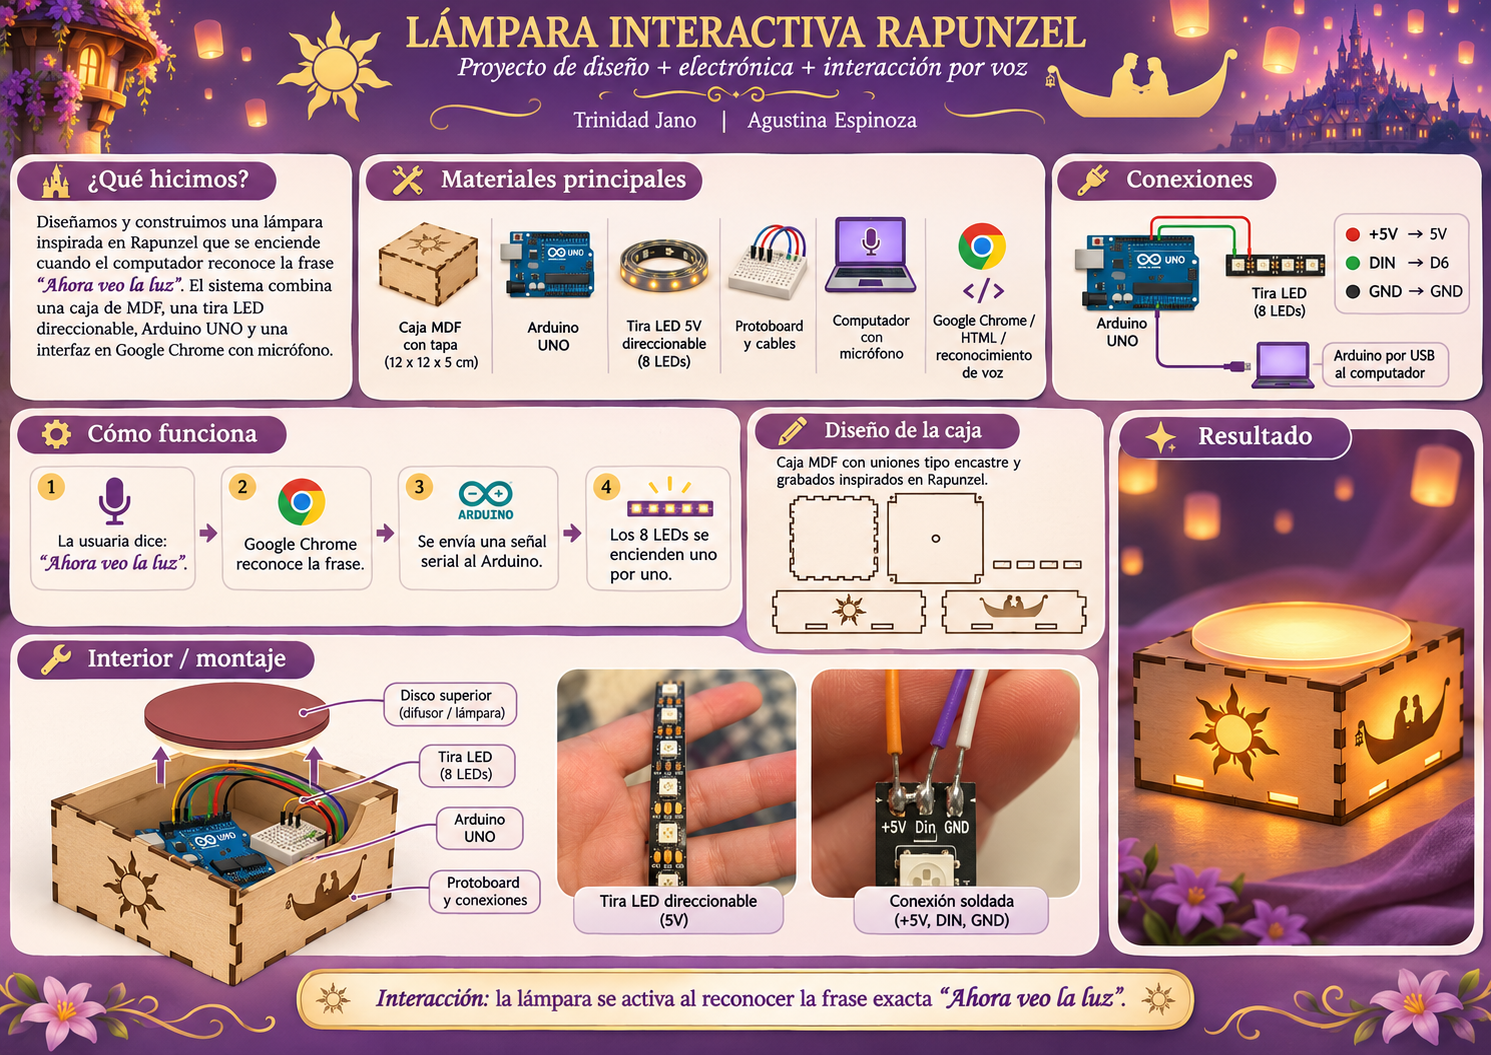 LÁMPARA INTERACTIVA RAPUNZEL
Proyecto de diseño + electrónica + interacción por voz
Trinidad Jano | Agustina Espinoza
¿Qué hicimos?
Diseñamos y construimos una lámpara
inspirada en Rapunzel que se enciende
cuando el computador reconoce la frase
“Ahora veo la luz”. El sistema combina
una caja de MDF, una tira LED
direccionable, Arduino UNO y una
interfaz en Google Chrome con micrófono.
Materiales principales
Caja MDF
con tapa
(12 x 12 x 5 cm)
UNO
Arduino
UNO
Tira LED 5V
direccionable
(8 LEDs)
Protoboard
y cables
Computador
con
micrófono
</>
Google Chrome /
HTML /
reconocimiento
de voz
Conexiones
UNO
Arduino
UNO
Tira LED
(8 LEDs)
+5V → 5V
DIN → D6
GND → GND
Arduino por USB
al computador
Cómo funciona
1
La usuaria dice:
“Ahora veo la luz”.
2
Google Chrome
reconoce la frase.
3
ARDUINO
Se envía una señal
serial al Arduino.
4
Los 8 LEDs se
encienden uno
por uno.
Diseño de la caja
Caja MDF con uniones tipo encastre y
grabados inspirados en Rapunzel.
Resultado
Interior / montaje
Disco superior
(difusor / lámpara)
Tira LED
(8 LEDs)
Arduino
UNO
Protoboard
y conexiones
UNO
Tira LED direccionable
(5V)
+5V Din GND
Conexión soldada
(+5V, DIN, GND)
Interacción: la lámpara se activa al reconocer la frase exacta “Ahora veo la luz”.